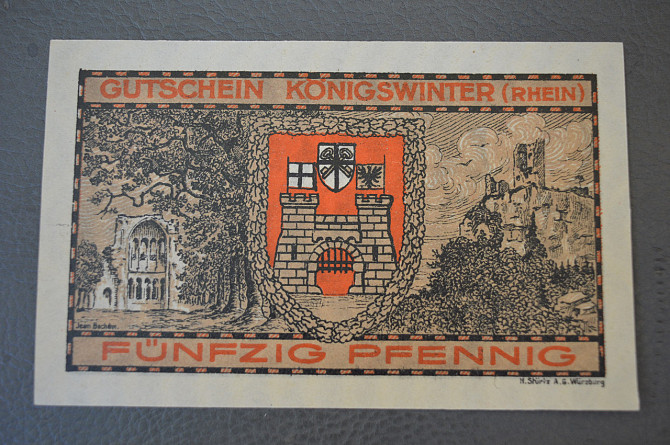 GUTSCHEIN KÖNIGSWINTER (RHEIN)
FÜNFZIG PFENNIG
H. Stürtz A. G. Würzburg